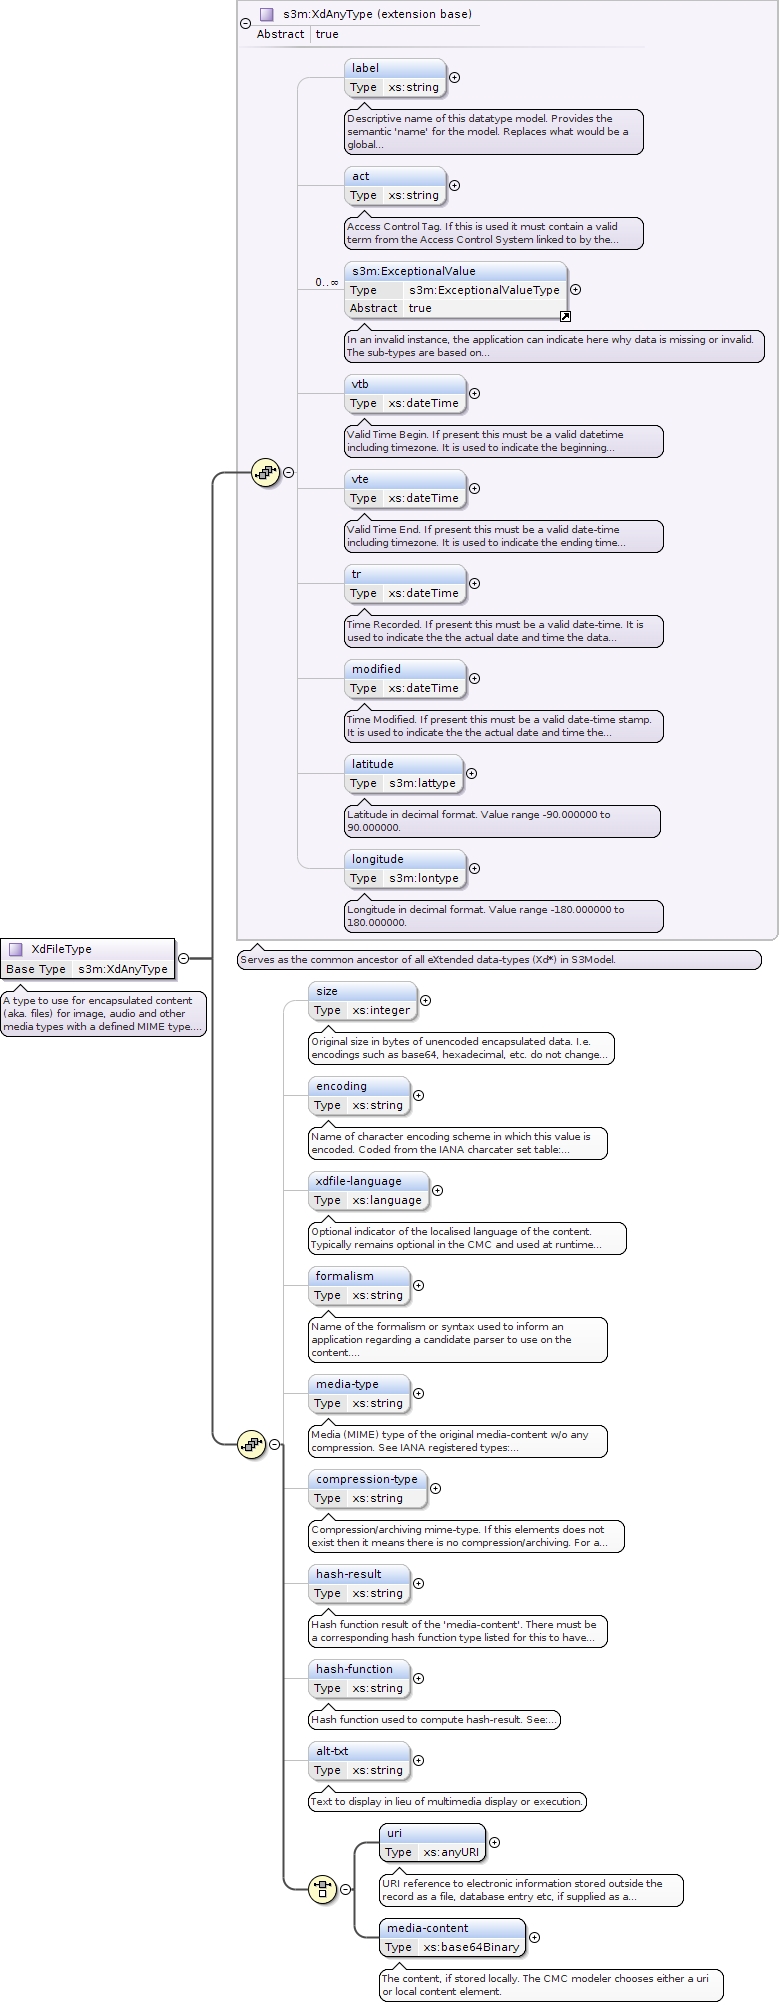 s3m:XdAnyType (extension base)
Abstract true
label
Type xs:string
Descriptive name of this datatype model. Provides the
semantic 'name' for the model. Replaces what would be a
global...
act
Type xs:string
Access Control Tag. If this is used it must contain a valid
term from the Access Control System linked to by the...
0..∞
s3m:ExceptionalValue
Type s3m:ExceptionalValueType
Abstract true
In an invalid instance, the application can indicate here why data is missing or invalid.
The sub-types are based on...
vtb
Type xs:dateTime
Valid Time Begin. If present this must be a valid datetime
including timezone. It is used to indicate the beginning...
vte
Type xs:dateTime
Valid Time End. If present this must be a valid date-time
including timezone. It is used to indicate the ending time...
tr
Type xs:dateTime
Time Recorded. If present this must be a valid date-time. It is
used to indicate the the actual date and time the data...
modified
Type xs:dateTime
Time Modified. If present this must be a valid date-time stamp.
It is used to indicate the the actual date and time the...
latitude
Type s3m:lattype
Latitude in decimal format. Value range -90.000000 to
90.000000.
longitude
Type s3m:lontype
Longitude in decimal format. Value range -180.000000 to
180.000000.
Serves as the common ancestor of all eXtended data-types (Xd*) in S3Model.
XdFileType
Base Type s3m:XdAnyType
A type to use for encapsulated content
(aka. files) for image, audio and other
media types with a defined MIME type....
size
Type xs:integer
Original size in bytes of unencoded encapsulated data. I.e.
encodings such as base64, hexadecimal, etc. do not change...
encoding
Type xs:string
Name of character encoding scheme in which this value is
encoded. Coded from the IANA charcater set table:...
xdfile-language
Type xs:language
Optional indicator of the localised language of the content.
Typically remains optional in the CMC and used at runtime...
formalism
Type xs:string
Name of the formalism or syntax used to inform an
application regarding a candidate parser to use on the
content....
media-type
Type xs:string
Media (MIME) type of the original media-content w/o any
compression. See IANA registered types:...
compression-type
Type xs:string
Compression/archiving mime-type. If this elements does not
exist then it means there is no compression/archiving. For a...
hash-result
Type xs:string
Hash function result of the 'media-content'. There must be
a corresponding hash function type listed for this to have...
hash-function
Type xs:string
Hash function used to compute hash-result. See:...
alt-txt
Type xs:string
Text to display in lieu of multimedia display or execution.
uri
Type xs:anyURI
URI reference to electronic information stored outside the
record as a file, database entry etc, if supplied as a...
media-content
Type xs:base64Binary
The content, if stored locally. The CMC modeler chooses either a uri
or local content element.